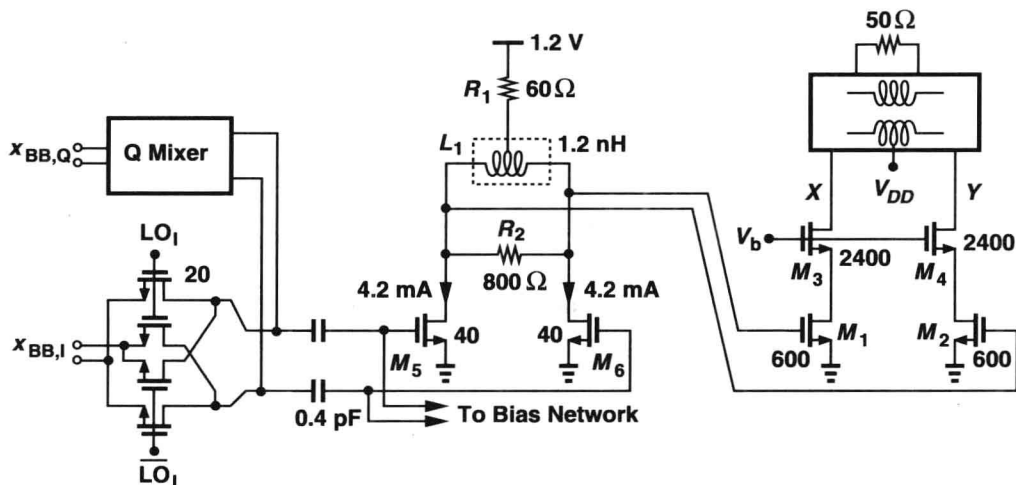 50 Ω
1.2 V
R1 60 Ω
L1 1.2 nH
xBB,Q Q Mixer
X VDD Y
LOI
20
R2
800 Ω
Vb
M3 2400 M4 2400
4.2 mA 4.2 mA
xBB,I
40 40
M5 M6
M1 M2
600 600
0.4 pF To Bias Network
LOI